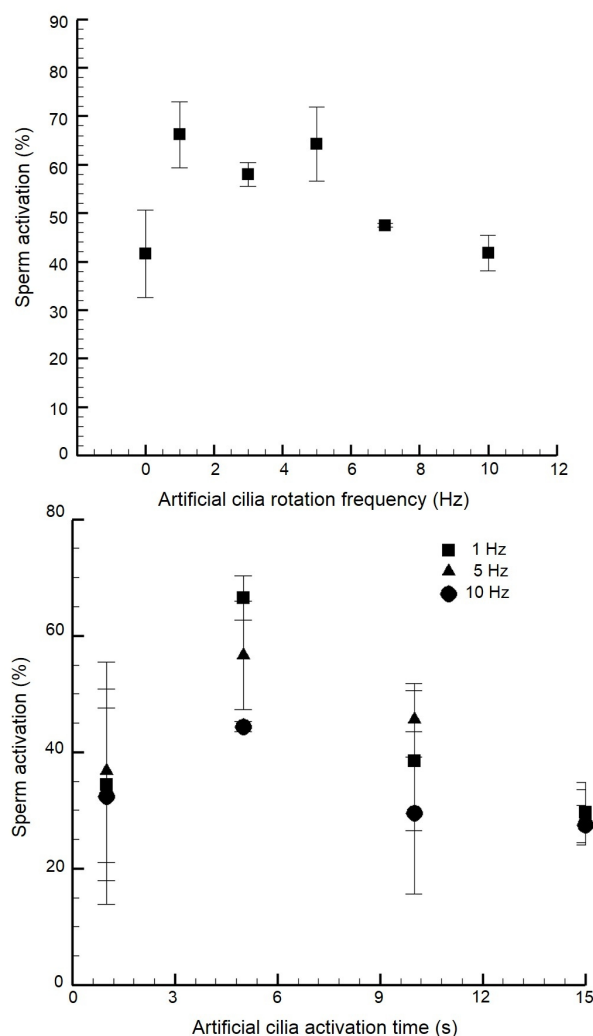 90
80
70
60
50
40
30
20
10
0
Sperm activation (%)
0 2 4 6 8 10 12
Artificial cilia rotation frequency (Hz)
80
60
40
20
0
Sperm activation (%)
1 Hz
5 Hz
10 Hz
0 3 6 9 12 15
Artificial cilia activation time (s)